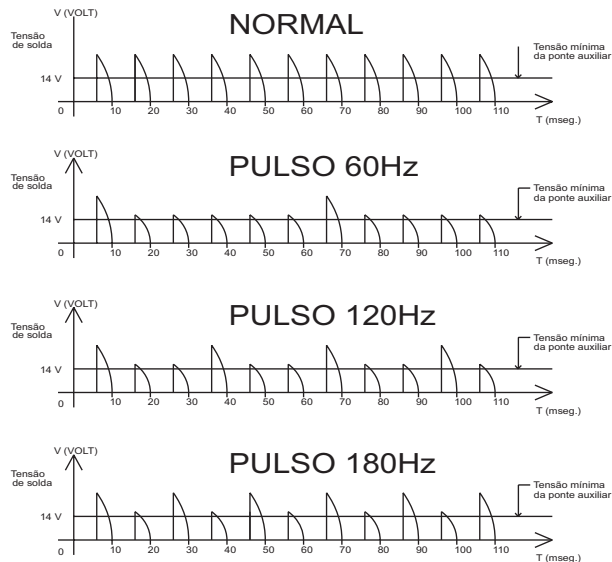 V (VOLT)
NORMAL
Tensão
de solda
Tensão mínima
da ponte auxiliar
14 V
0
10 20 30 40 50 60 70 80 90 100 110
T (mseg.)
V (VOLT)
PULSO 60Hz
Tensão
de solda
Tensão mínima
da ponte auxiliar
14 V
0
10 20 30 40 50 60 70 80 90 100 110
T (mseg.)
V (VOLT)
PULSO 120Hz
Tensão
de solda
Tensão mínima
da ponte auxiliar
14 V
0
10 20 30 40 50 60 70 80 90 100 110
T (mseg.)
V (VOLT)
PULSO 180Hz
Tensão
de solda
Tensão mínima
da ponte auxiliar
14 V
0
10 20 30 40 50 60 70 80 90 100 110
T (mseg.)